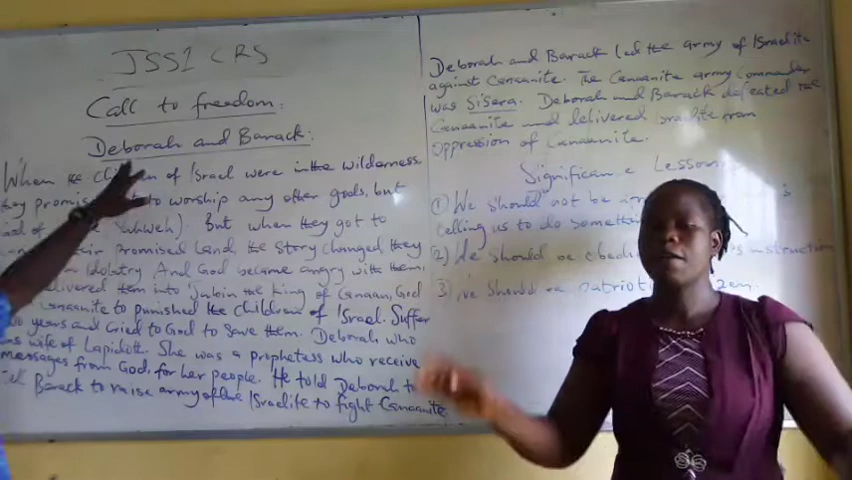 JSS1 CRS
Call to freedom:
Deborah and Barack:
When the of Israel were in the wilderness
they to worship any other gods, but
Yahweh) But when they got to
Promised Land, the story changed they
Idolatry And God became angry with them,
delivered them into Jabin the King of Canaan, God
Canaanite to punished the children of Israel. Suffer
years and Cried to God to save them. Deborah who
wife of Lapidoth. She was a prophetess who receive
messages from God, for her people. He told Deborah to
Barack to raise army of the Israelite to fight Canaanite
Deborah and Barack led the army of Israelite
against Canaanite. The Canaanite army Commander
was Sisera. Deborah and Barack defeated the
Canaanite and delivered Israelite from
oppression of Canaanite.
Lesson
① We should not be
calling us to do
2) We should be instruction
3) We should be